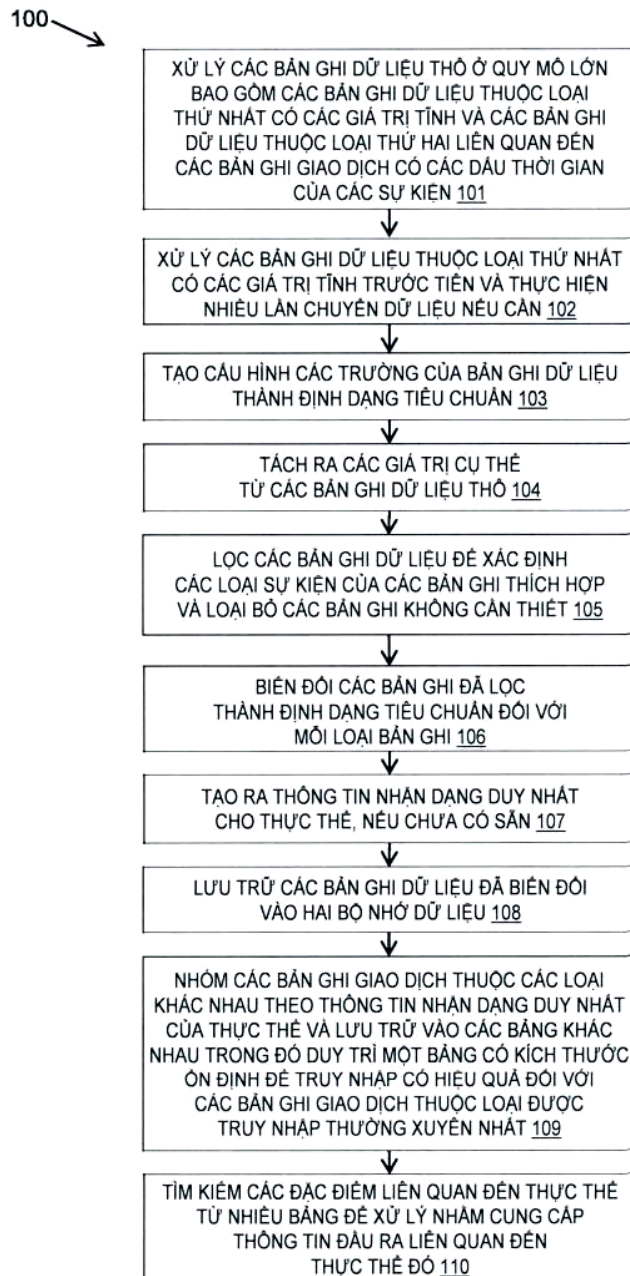 100
XỬ LÝ CÁC BẢN GHI DỮ LIỆU THÔ Ở QUY MÔ LỚN
BAO GỒM CÁC BẢN GHI DỮ LIỆU THUỘC LOẠI
THỨ NHẤT CÓ CÁC GIÁ TRỊ TĨNH VÀ CÁC BẢN GHI
DỮ LIỆU THUỘC LOẠI THỨ HAI LIÊN QUAN ĐẾN
CÁC BẢN GHI GIAO DỊCH CÓ CÁC DẤU THỜI GIAN
CỦA CÁC SỰ KIỆN 101
XỬ LÝ CÁC BẢN GHI DỮ LIỆU THUỘC LOẠI THỨ NHẤT
CÓ CÁC GIÁ TRỊ TĨNH TRƯỚC TIÊN VÀ THỰC HIỆN
NHIỀU LẦN CHUYỂN DỮ LIỆU NẾU CẦN 102
TẠO CẤU HÌNH CÁC TRƯỜNG CỦA BẢN GHI DỮ LIỆU
THÀNH ĐỊNH DẠNG TIÊU CHUẨN 103
TÁCH RA CÁC GIÁ TRỊ CỤ THỂ
TỪ CÁC BẢN GHI DỮ LIỆU THÔ 104
LỌC CÁC BẢN GHI DỮ LIỆU ĐỂ XÁC ĐỊNH
CÁC LOẠI SỰ KIỆN CỦA CÁC BẢN GHI THÍCH HỢP
VÀ LOẠI BỎ CÁC BẢN GHI KHÔNG CẦN THIẾT 105
BIẾN ĐỔI CÁC BẢN GHI ĐÃ LỌC
THÀNH ĐỊNH DẠNG TIÊU CHUẨN ĐỐI VỚI
MỖI LOẠI BẢN GHI 106
TẠO RA THÔNG TIN NHẬN DẠNG DUY NHẤT
CHO THỰC THỂ, NẾU CHƯA CÓ SẴN 107
LƯU TRỮ CÁC BẢN GHI DỮ LIỆU ĐÃ BIẾN ĐỔI
VÀO HAI BỘ NHỚ DỮ LIỆU 108
NHÓM CÁC BẢN GHI GIAO DỊCH THUỘC CÁC LOẠI
KHÁC NHAU THEO THÔNG TIN NHẬN DẠNG DUY NHẤT
CỦA THỰC THỂ VÀ LƯU TRỮ VÀO CÁC BẢNG KHÁC
NHAU TRONG ĐÓ DUY TRÌ MỘT BẢNG CÓ KÍCH THƯỚC
ỔN ĐỊNH ĐỂ TRUY NHẬP CÓ HIỆU QUẢ ĐỐI VỚI
CÁC BẢN GHI GIAO DỊCH THUỘC LOẠI ĐƯỢC
TRUY NHẬP THƯỜNG XUYÊN NHẤT 109
TÌM KIẾM CÁC ĐẶC ĐIỂM LIÊN QUAN ĐẾN THỰC THỂ
TỪ NHIỀU BẢNG ĐỂ XỬ LÝ NHẰM CUNG CẤP
THÔNG TIN ĐẦU RA LIÊN QUAN ĐẾN
THỰC THỂ ĐÓ 110